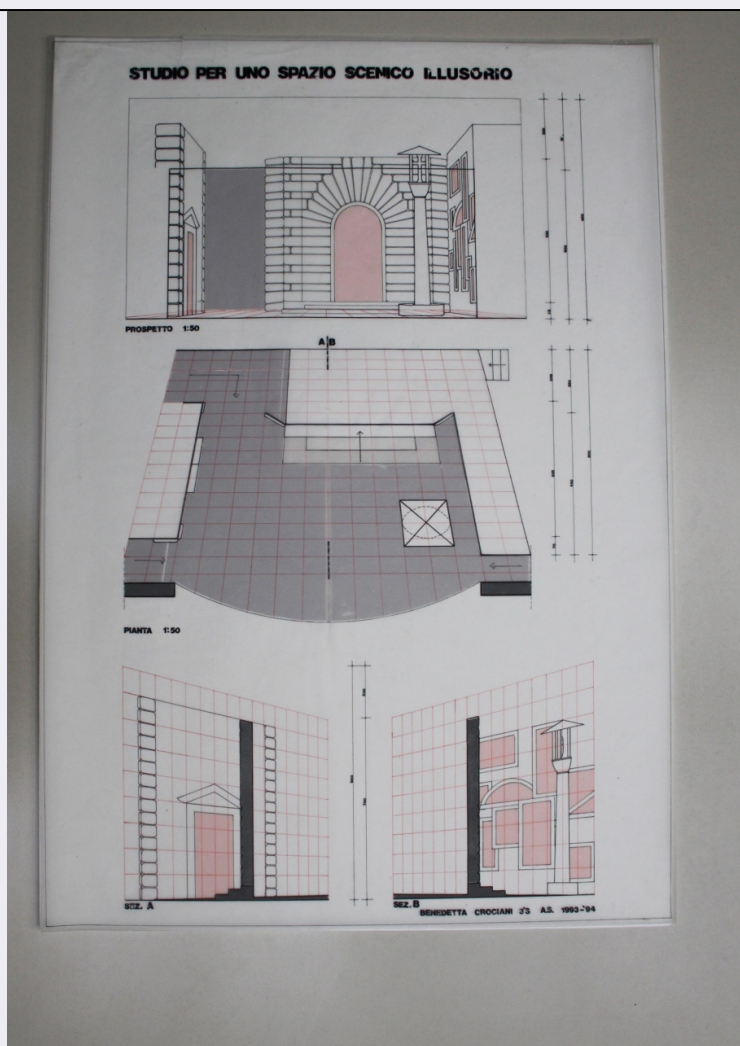 STUDIO PER UNO SPAZIO SCENICO ILLUSORIO
PROSPETTO 1:50
A B
PIANTA 1:50
SEZ. A
SEZ. B
BENEDETTA CROCIANI 3°3 A.S. 1993-'94